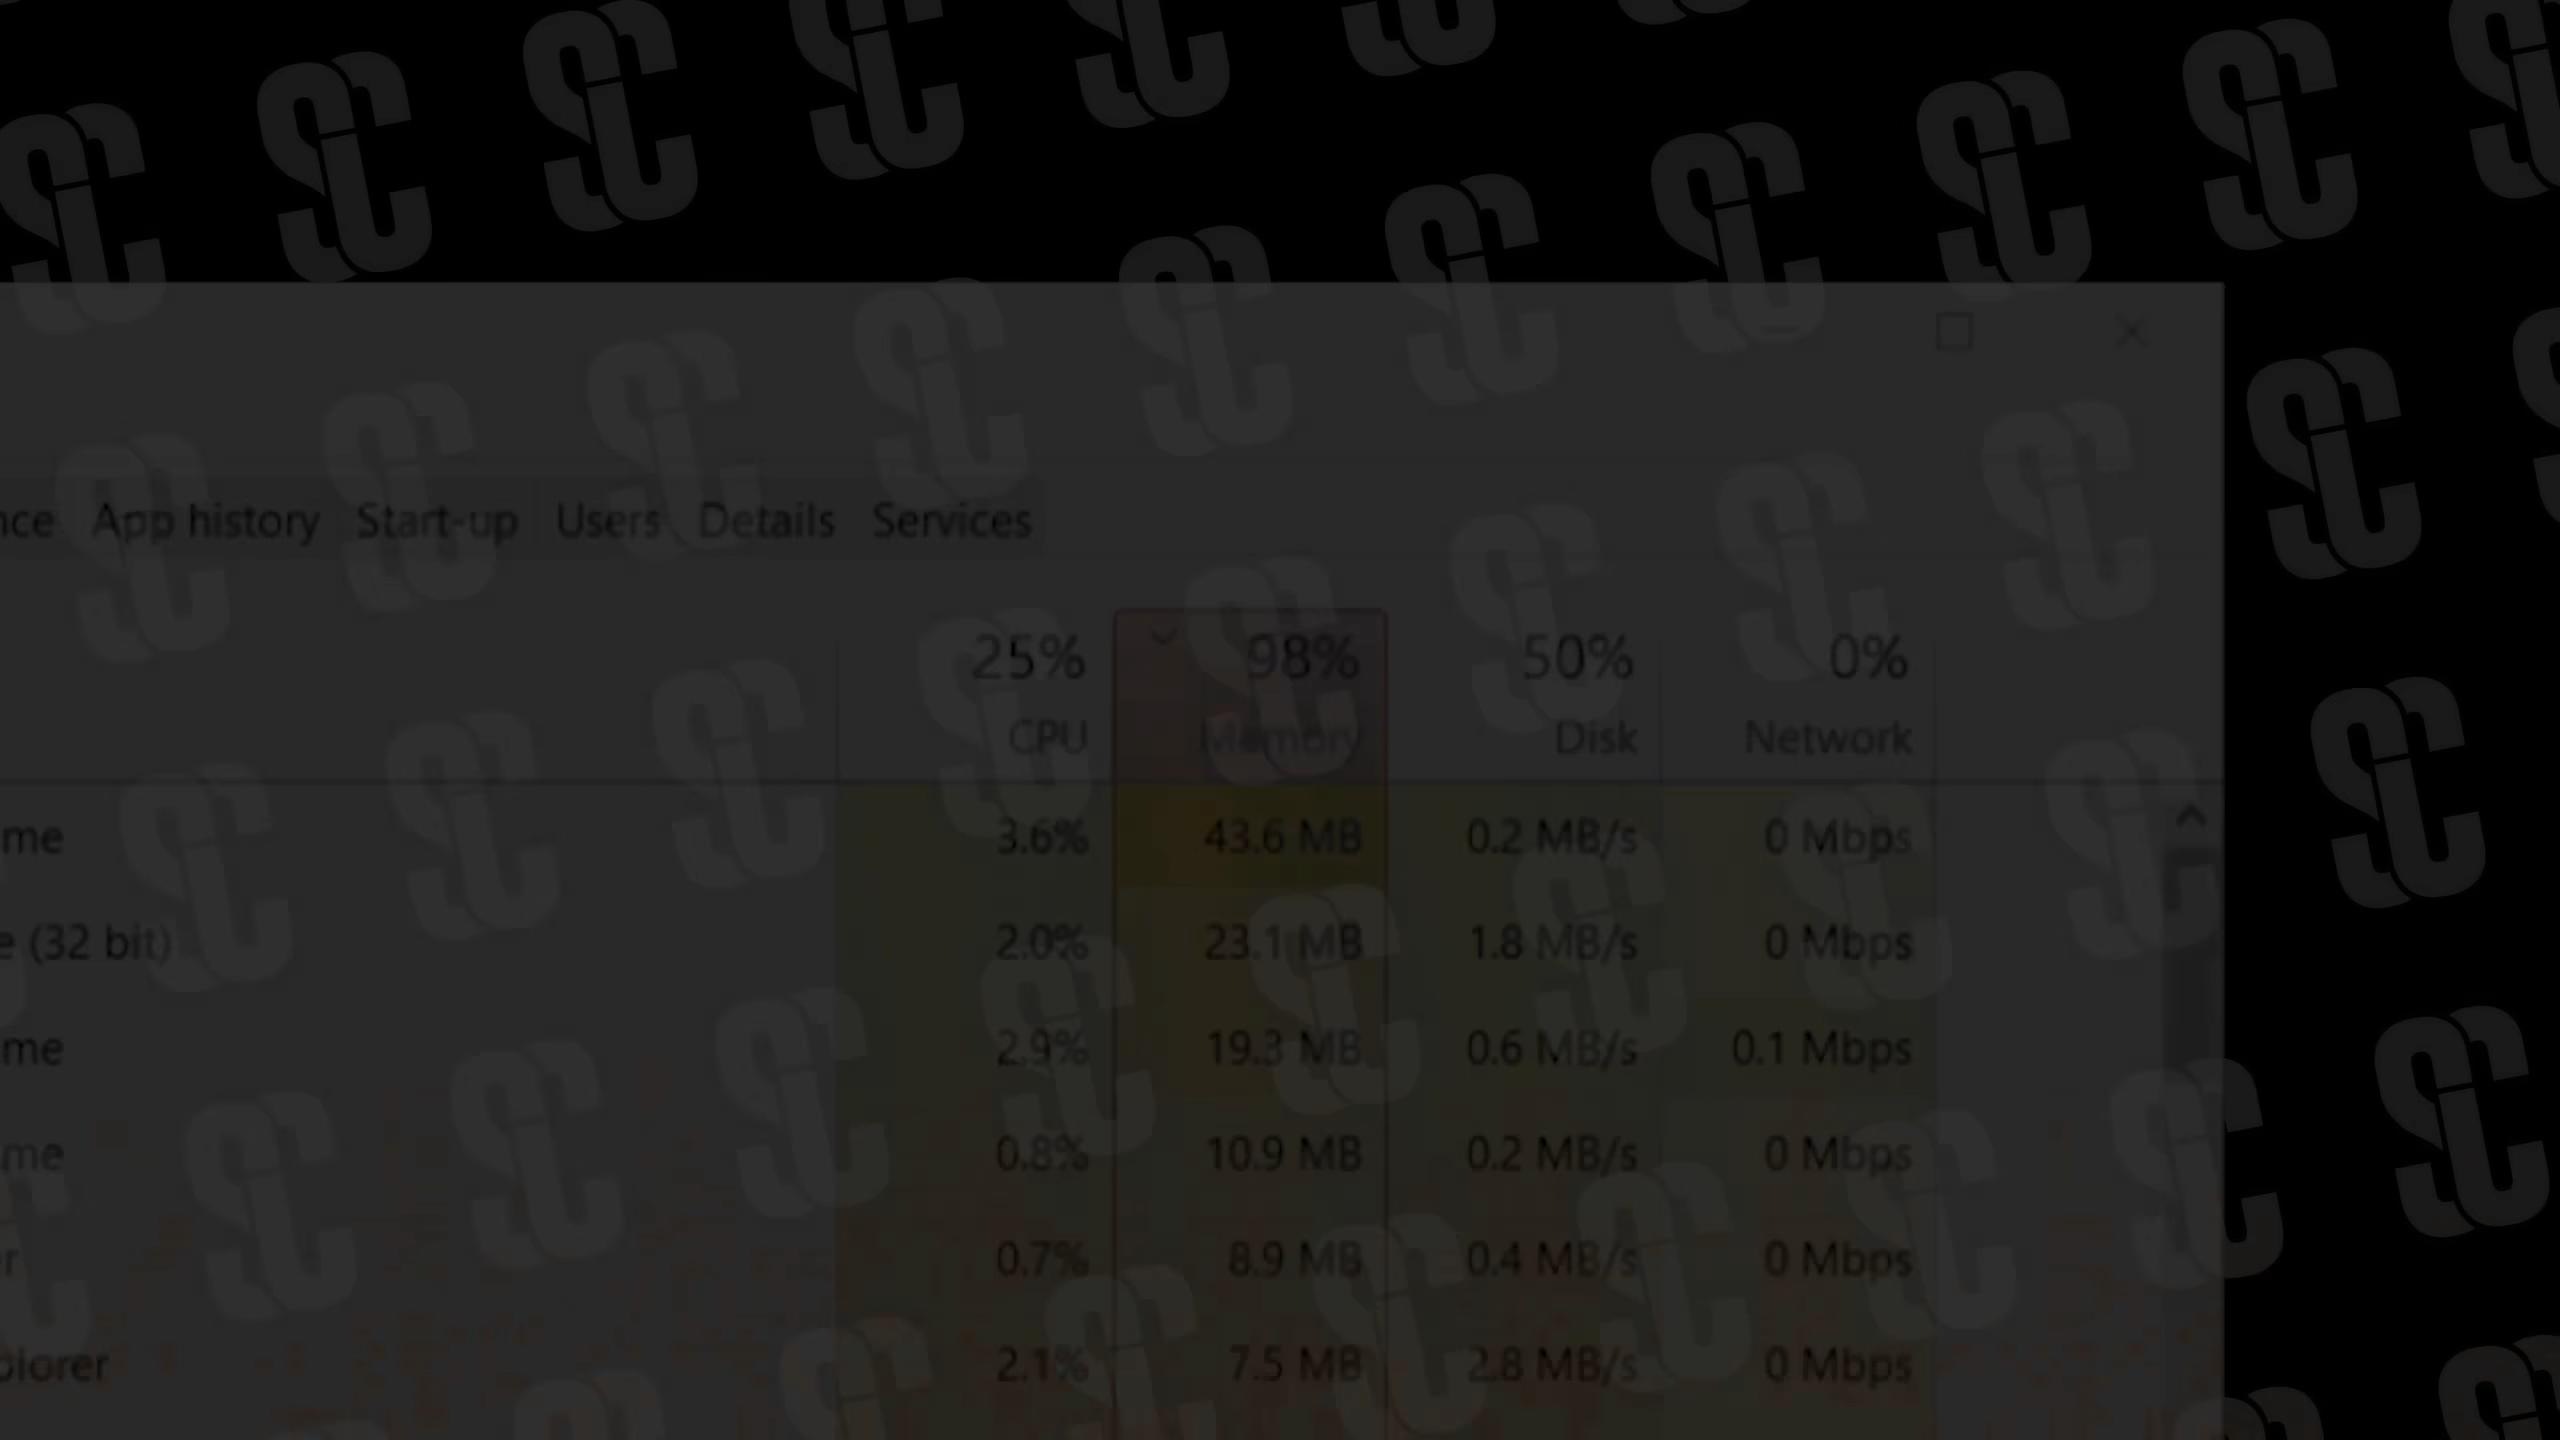 nce App history Start-up Users Details Services
25% 98% 50% 0%
CPU Memory Disk Network
me 3.6% 43.6 MB 0.2 MB/s 0 Mbps
e (32 bit) 2.0% 23.1 MB 1.8 MB/s 0 Mbps
me 2.9% 19.3 MB 0.6 MB/s 0.1 Mbps
me 0.8% 10.9 MB 0.2 MB/s 0 Mbps
r 0.7% 8.9 MB 0.4 MB/s 0 Mbps
plorer 2.1% 7.5 MB 2.8 MB/s 0 Mbps